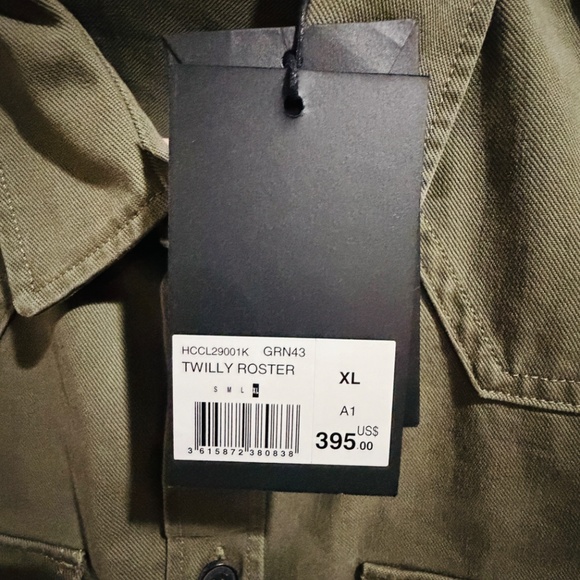 HCCL29001K GRN43
TWILLY ROSTER
S M L XL
XL
A1
395.00 US$
3 615872 380838